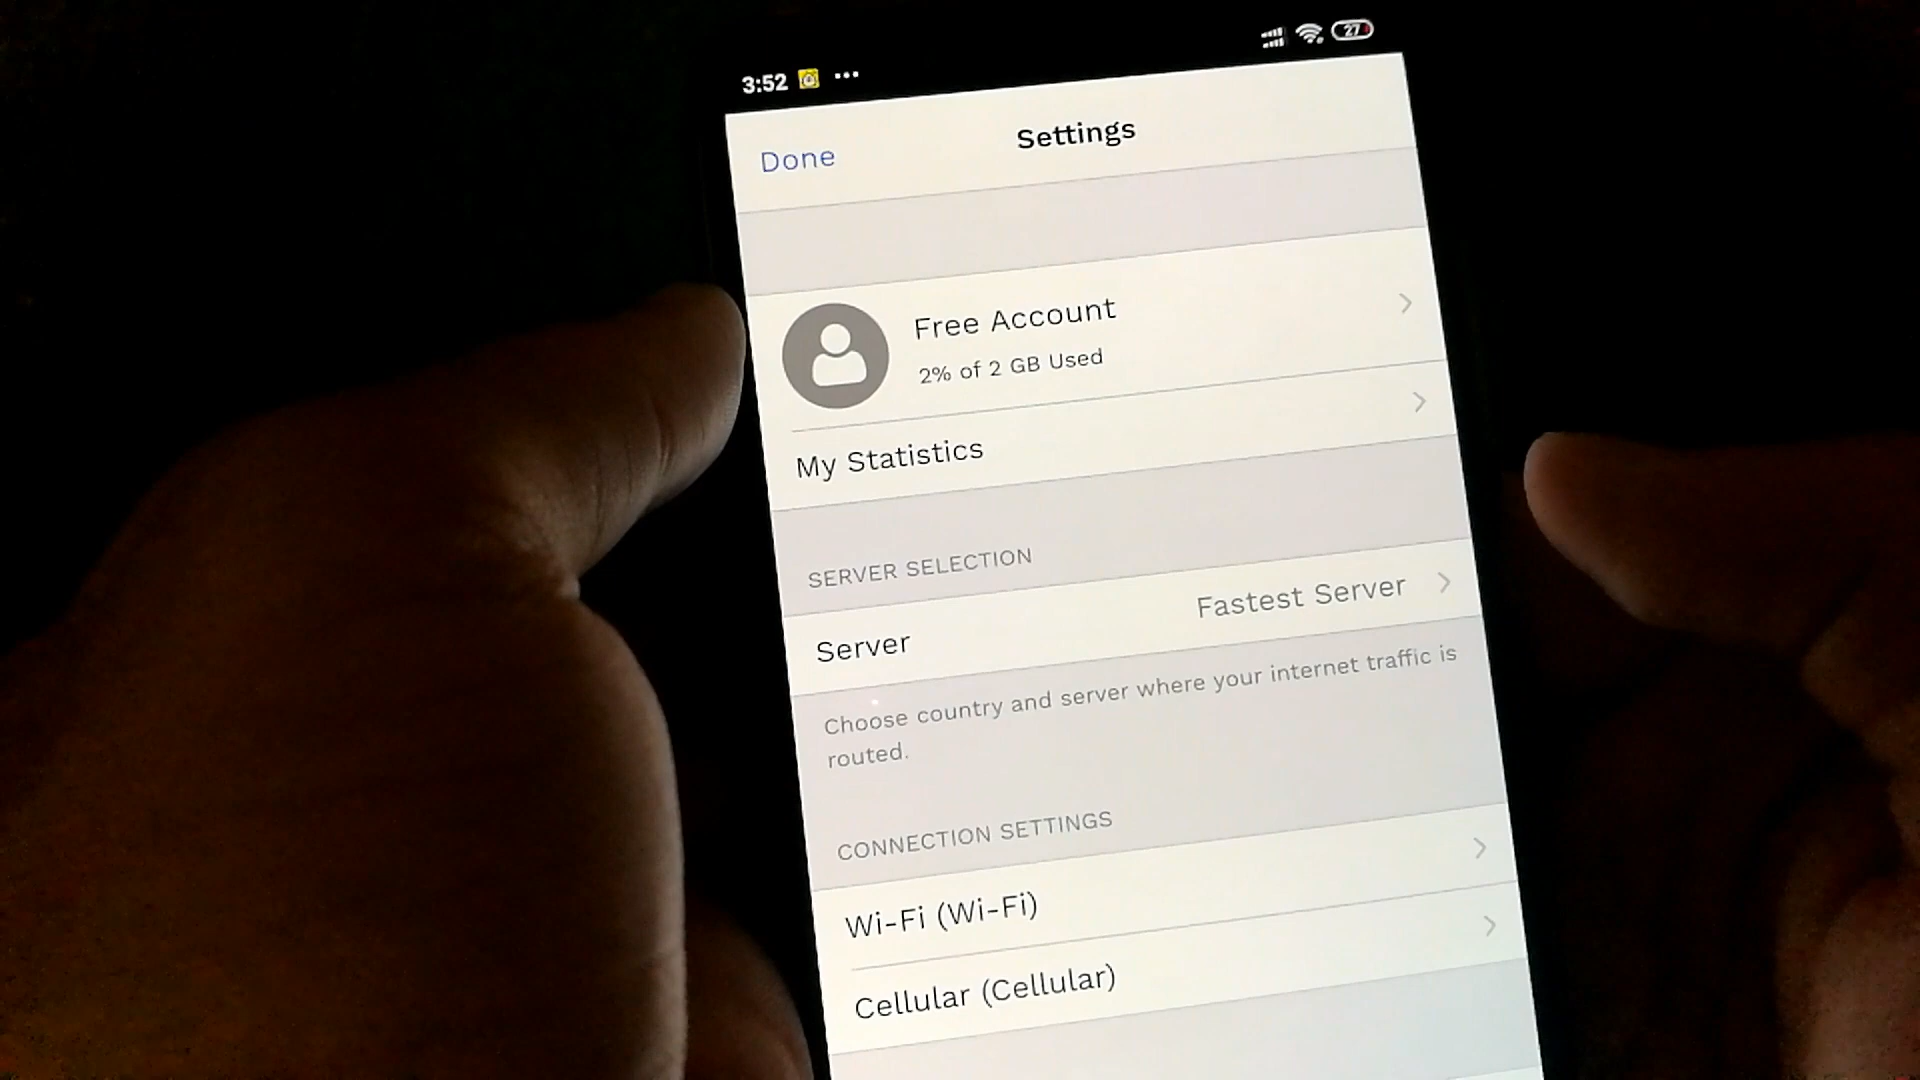 3:52 ... 27
Done Settings
Free Account
2% of 2 GB Used
My Statistics
SERVER SELECTION
Server Fastest Server
Choose country and server where your internet traffic is
routed.
CONNECTION SETTINGS
Wi-Fi (Wi-Fi)
Cellular (Cellular)